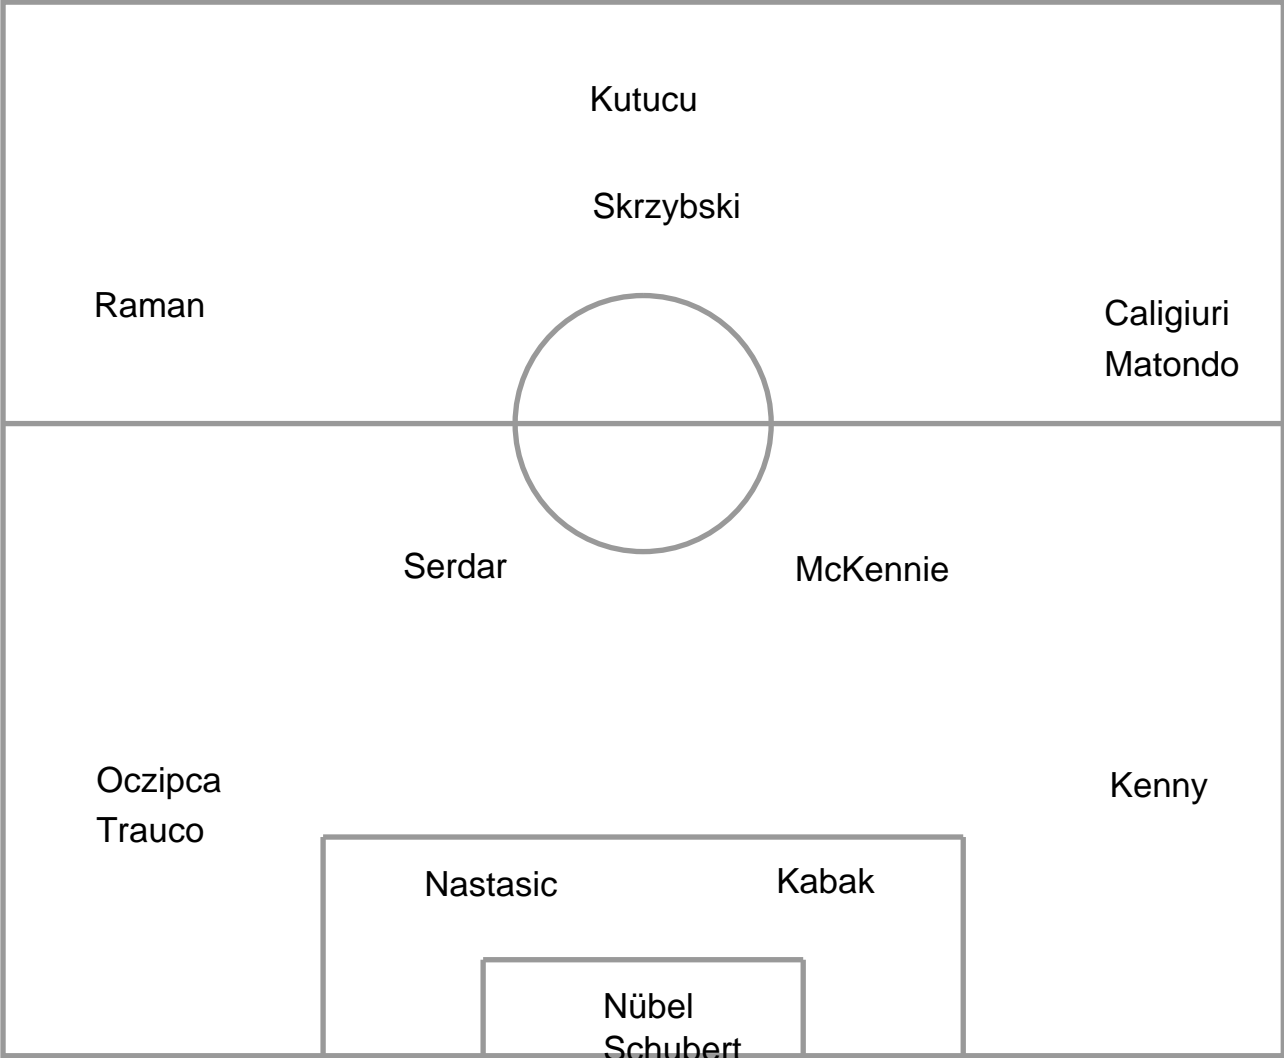 Kutucu
Skrzybski
Raman
Caligiuri
Matondo
Serdar
McKennie
Oczipca
Trauco
Kenny
Nastasic
Kabak
Nübel
Schubert